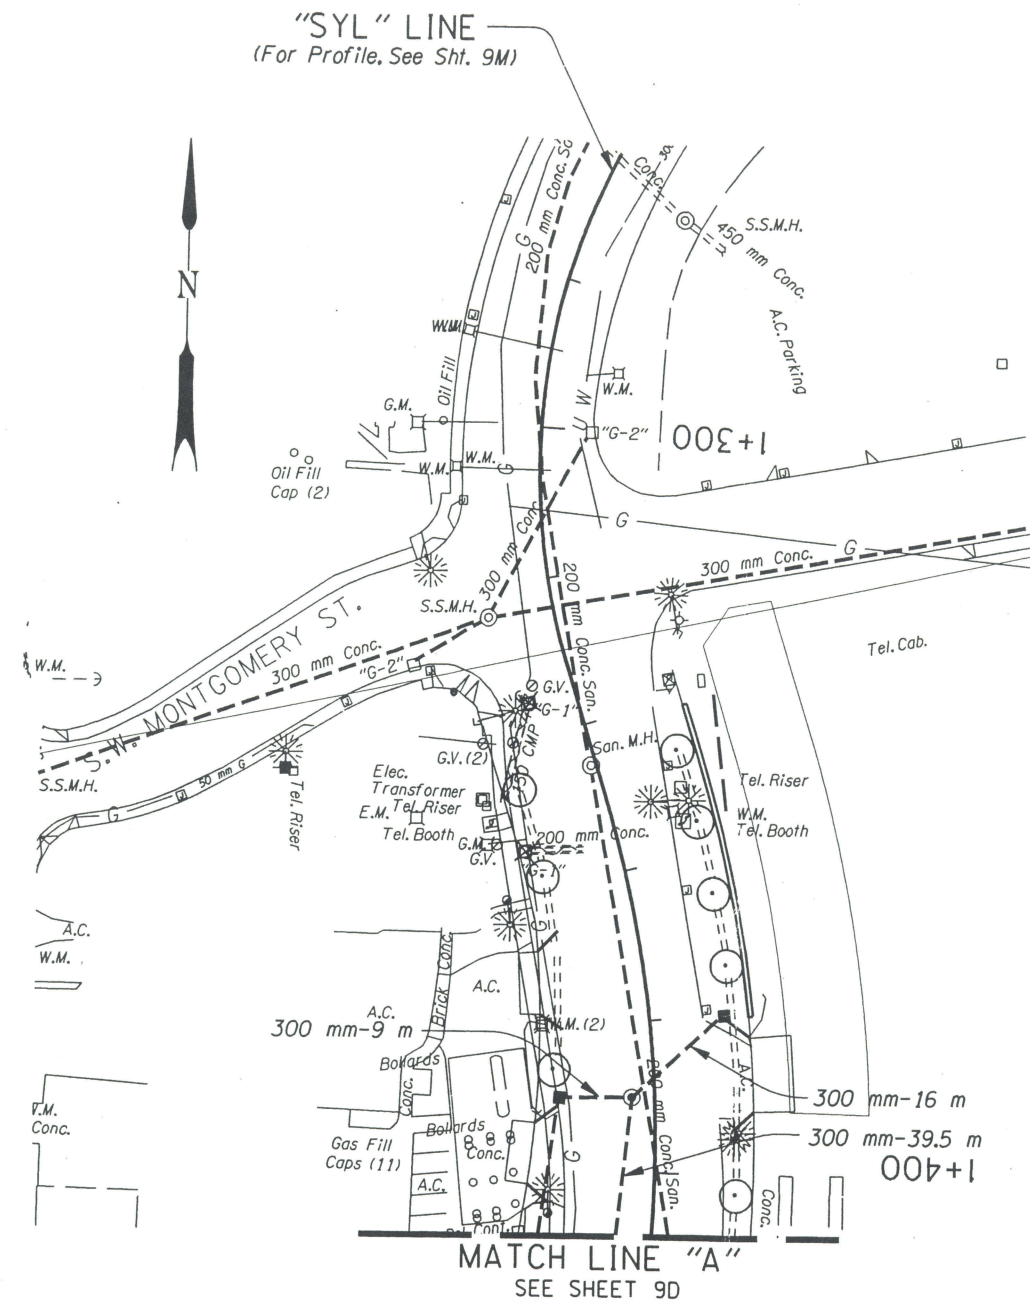 "SYL" LINE
(For Profile, See Sht. 9M)
200 mm Conc. Sa
Conc.
30.
S.S.M.H.
450 mm Conc.
G
N
W.M.
A.C. Parking
Oil Fill
W.M.
W
G.M.
"G-2"
1+300
W.M.
W.M.
G
Oil Fill
Cap (2)
G
300 mm Conc.
G
300 mm Conc.
200 mm Conc. San.
S.S.M.H.
S.W. MONTGOMERY ST.
300 mm Conc.
"G-2"
Tel. Cab.
W.M.
G.V.
"G-1"
CMP
150
San. M.H.
G.V. (2)
S.S.M.H.
50 mm G
G
Tel. Riser
Elec.
Transformer
Tel. Riser
E.M.
Tel. Booth
Tel. Riser
W.M.
Tel. Booth
200 mm Conc.
G.M.
G.V.
"G-1"
G
A.C.
W.M.
Conc.
Brick
A.C.
A.C.
W.M. (2)
300 mm-9 m
Bollards
Conc.
200 mm Conc. San.
A.C.
300 mm-16 m
V.M.
Conc.
Bollards
Conc.
G
300 mm-39.5 m
1+400
Gas Fill
Caps (11)
A.C.
Conc.
MATCH LINE "A"
SEE SHEET 9D